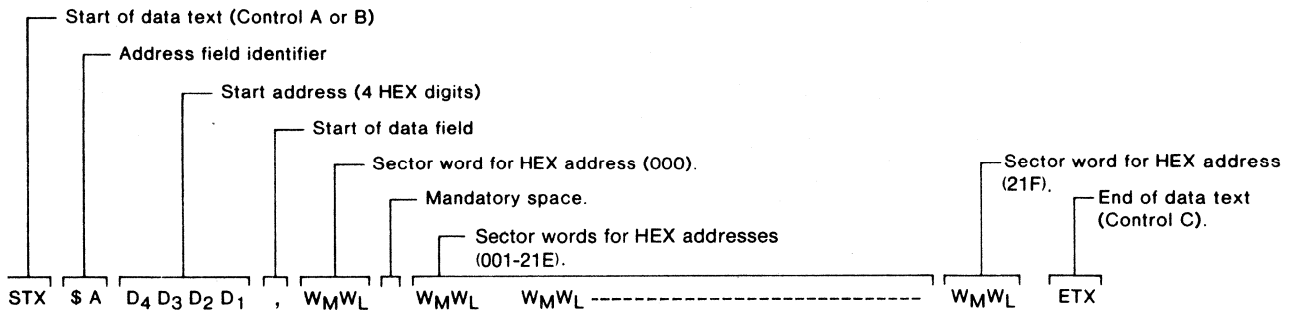 Start of data text (Control A or B)
Address field identifier
Start address (4 HEX digits)
Start of data field
Sector word for HEX address (000).
Sector word for HEX address
(21F).
Mandatory space.
End of data text
(Control C).
Sector words for HEX addresses
(001-21E).
STX $ A D4 D3 D2 D1 , WMWL WMWL WMWL ------------------------------ WMWL ETX